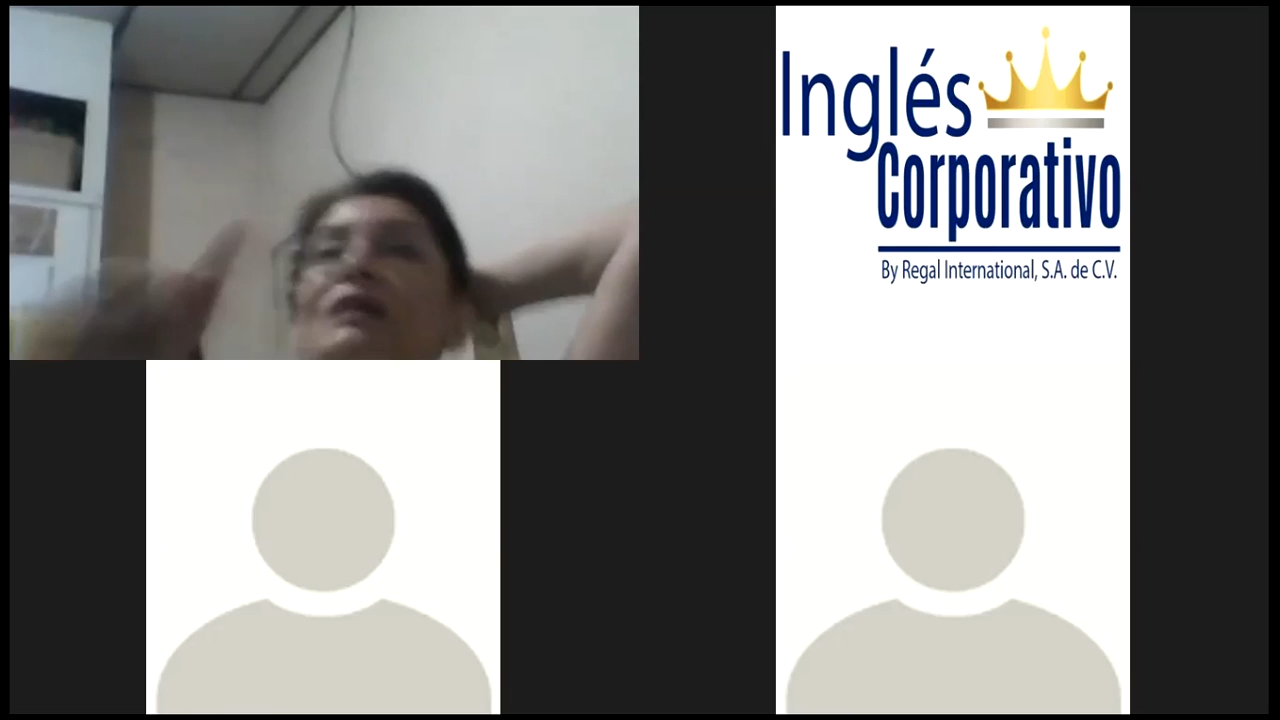 Inglés
Corporativo
By Regal International, S.A. de C.V.